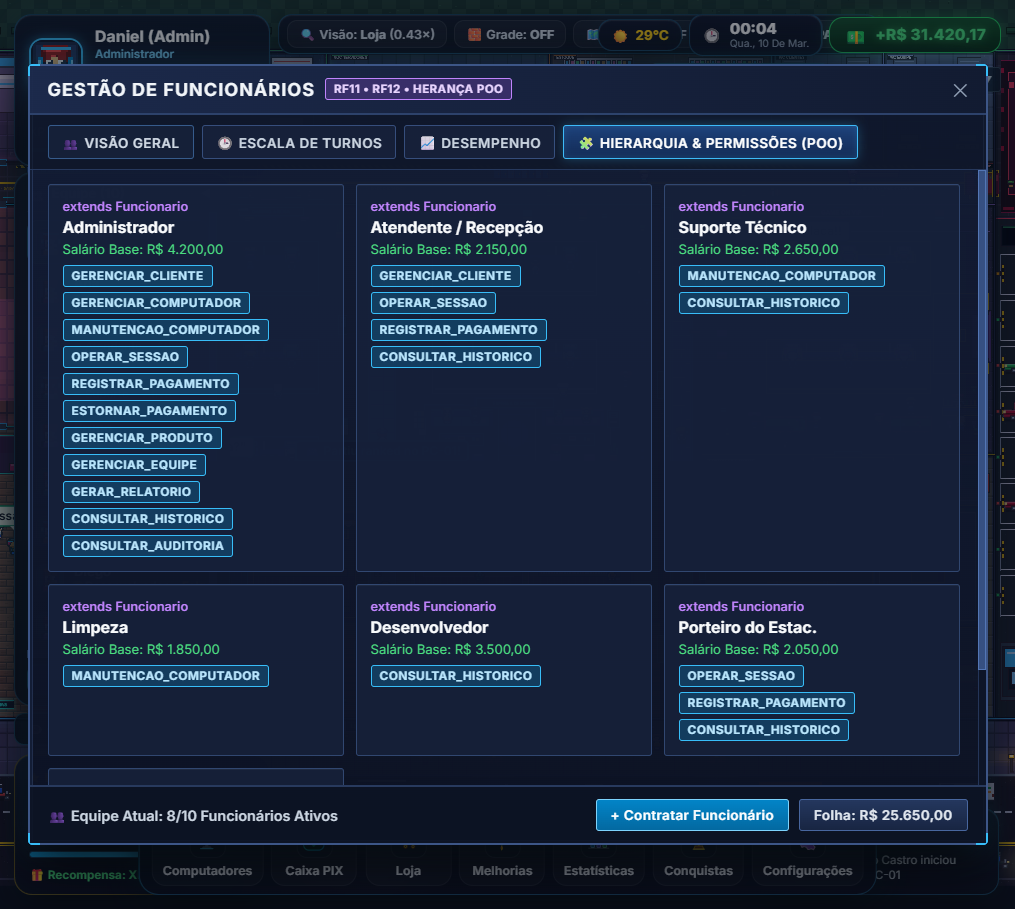 Daniel (Admin)
Administrador
Visão: Loja (0.43×)
Grade: OFF
29°C
00:04
Qua., 10 De Mar.
+R$ 31.420,17
GESTÃO DE FUNCIONÁRIOS
RF11 • RF12 • HERANÇA POO
VISÃO GERAL
ESCALA DE TURNOS
DESEMPENHO
HIERARQUIA & PERMISSÕES (POO)
extends Funcionario
Administrador
Salário Base: R$ 4.200,00
GERENCIAR_CLIENTE
GERENCIAR_COMPUTADOR
MANUTENCAO_COMPUTADOR
OPERAR_SESSAO
REGISTRAR_PAGAMENTO
ESTORNAR_PAGAMENTO
GERENCIAR_PRODUTO
GERENCIAR_EQUIPE
GERAR_RELATORIO
CONSULTAR_HISTORICO
CONSULTAR_AUDITORIA
extends Funcionario
Atendente / Recepção
Salário Base: R$ 2.150,00
GERENCIAR_CLIENTE
OPERAR_SESSAO
REGISTRAR_PAGAMENTO
CONSULTAR_HISTORICO
extends Funcionario
Suporte Técnico
Salário Base: R$ 2.650,00
MANUTENCAO_COMPUTADOR
CONSULTAR_HISTORICO
extends Funcionario
Limpeza
Salário Base: R$ 1.850,00
MANUTENCAO_COMPUTADOR
extends Funcionario
Desenvolvedor
Salário Base: R$ 3.500,00
CONSULTAR_HISTORICO
extends Funcionario
Porteiro do Estac.
Salário Base: R$ 2.050,00
OPERAR_SESSAO
REGISTRAR_PAGAMENTO
CONSULTAR_HISTORICO
Equipe Atual: 8/10 Funcionários Ativos
+ Contratar Funcionário
Folha: R$ 25.650,00
Recompensa: X
Computadores
Caixa PIX
Loja
Melhorias
Estatísticas
Conquistas
Configurações
Castro iniciou
C-01